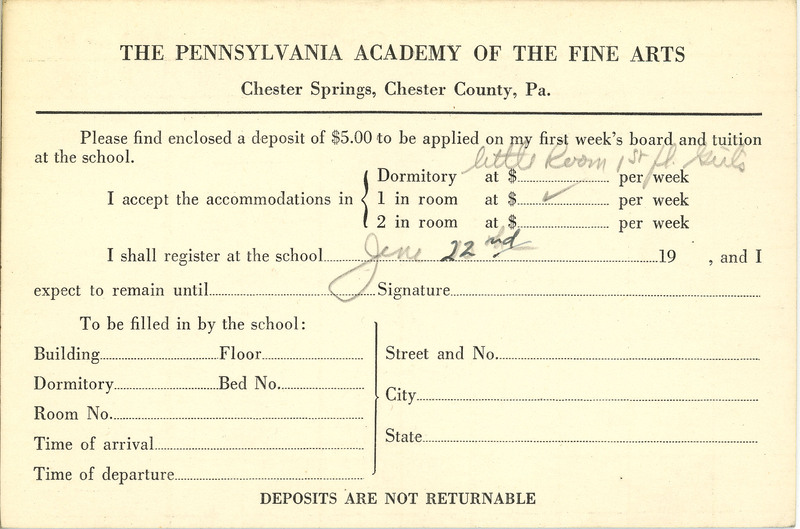 THE PENNSYLVANIA ACADEMY OF THE FINE ARTS
Chester Springs, Chester County, Pa.
Please find enclosed a deposit of $5.00 to be applied on my first week's board and tuition
at the school.
little Room 1st fl. Girls
Dormitory at $ per week
I accept the accommodations in 1 in room at $ ✓ per week
2 in room at $ per week
I shall register at the school June 22nd 19 , and I
expect to remain until Signature
To be filled in by the school:
Building Floor
Street and No.
Dormitory Bed No.
City
Room No.
State
Time of arrival
Time of departure
DEPOSITS ARE NOT RETURNABLE